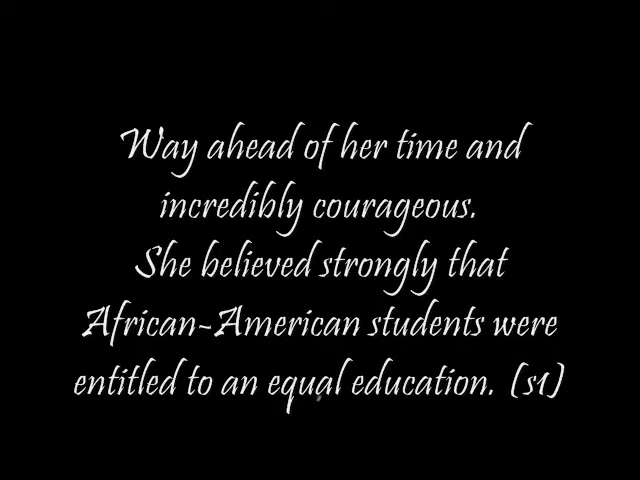 Way ahead of her time and
incredibly courageous.
She believed strongly that
African-American students were
entitled to an equal education. (s1)